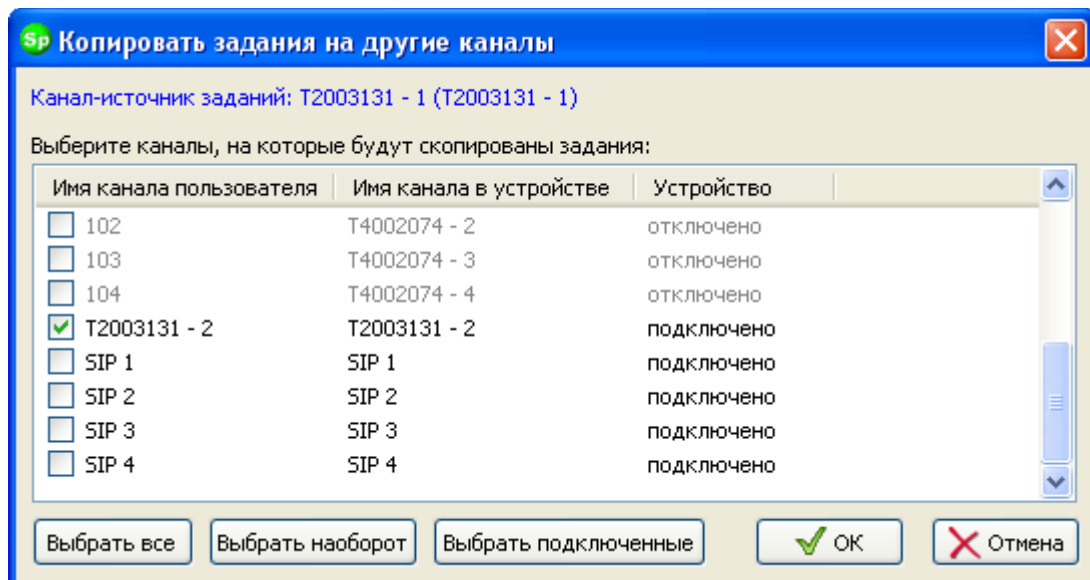 Sp Копировать задания на другие каналы
Канал-источник заданий: T2003131 - 1 (T2003131 - 1)
Выберите каналы, на которые будут скопированы задания:
Имя канала пользователя Имя канала в устройстве Устройство
102 T4002074 - 2 отключено
103 T4002074 - 3 отключено
104 T4002074 - 4 отключено
T2003131 - 2 T2003131 - 2 подключено
SIP 1 SIP 1 подключено
SIP 2 SIP 2 подключено
SIP 3 SIP 3 подключено
SIP 4 SIP 4 подключено
Выбрать все Выбрать наоборот Выбрать подключенные OK Отмена